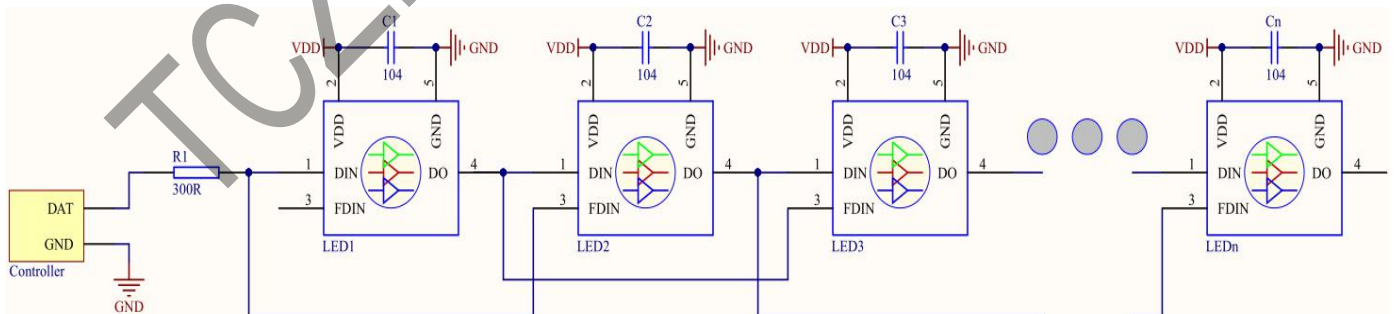 TC2
C1
C2
C3
Cn
VDD
GND
VDD
GND
VDD
GND
VDD
GND
104
104
104
104
2
5
2
5
2
5
2
5
VDD
GND
VDD
GND
VDD
GND
VDD
GND
R1
300R
1
DIN
DO
4
1
DIN
DO
4
1
DIN
DO
4
1
DIN
DO
4
DAT
3
FDIN
3
FDIN
3
FDIN
3
FDIN
GND
LED1
LED2
LED3
LEDn
Controller
GND